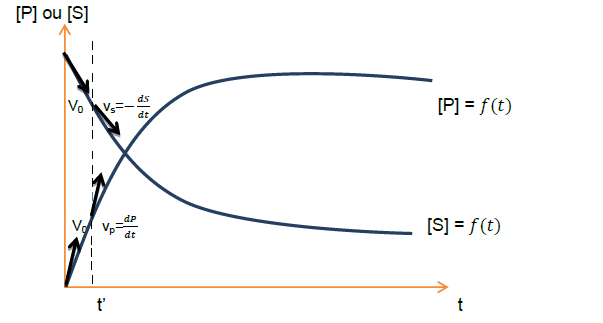 [P] ou [S]
V₀ vₛ=−dS/dt
[P] = f(t)
V₀ vₚ=dP/dt
[S] = f(t)
t’ t